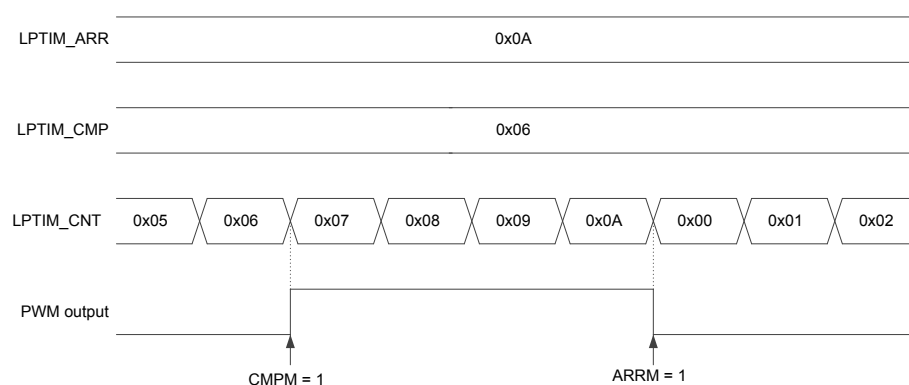 LPTIM_ARR 0x0A
LPTIM_CMP 0x06
LPTIM_CNT 0x05 0x06 0x07 0x08 0x09 0x0A 0x00 0x01 0x02
PWM output
CMPM = 1 ARRM = 1